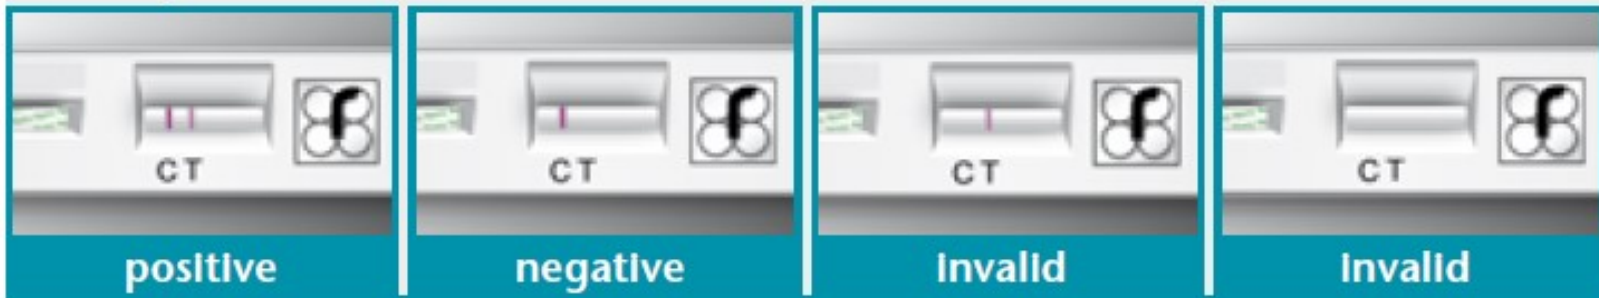 CT
CT
CT
CT
positive
negative
invalid
invalid